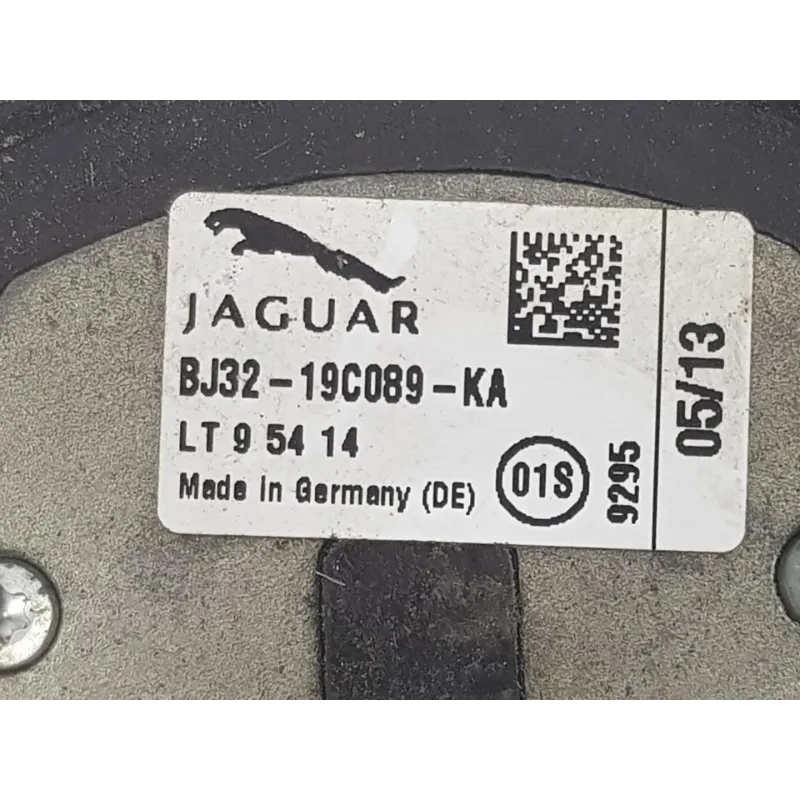 JAGUAR
BJ32-19C089-KA
LT 9 54 14
Made in Germany (DE)
01S
9295
05/13